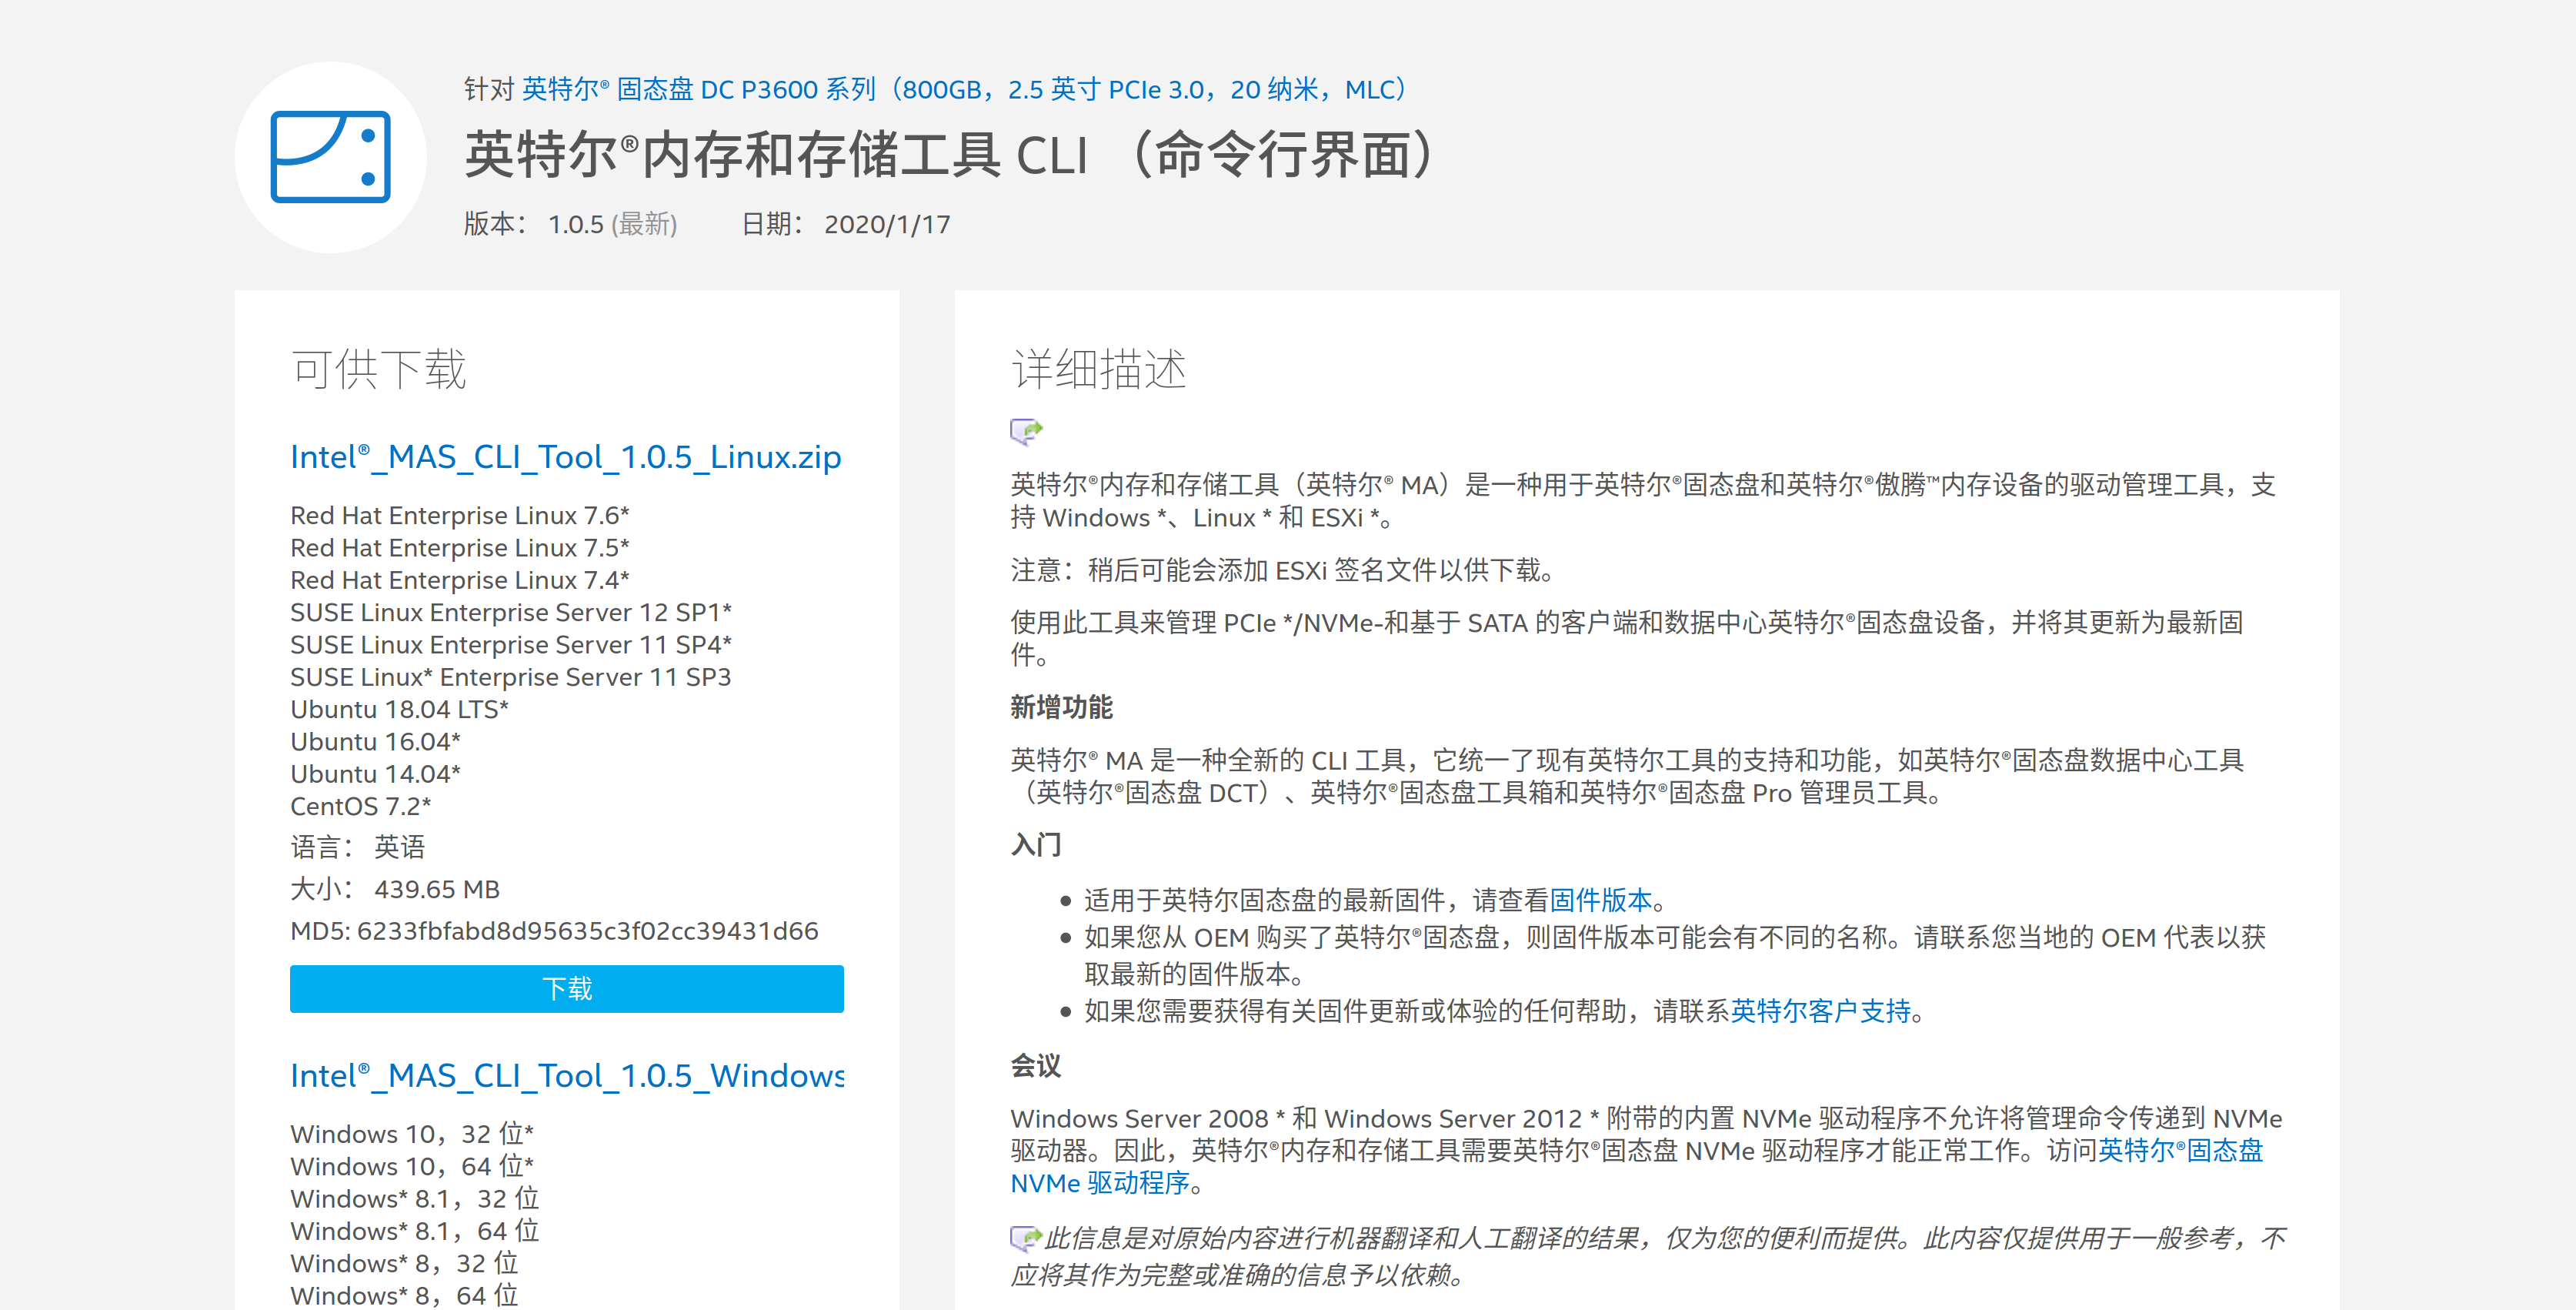 针对 英特尔® 固态盘 DC P3600 系列（800GB，2.5 英寸 PCIe 3.0，20 纳米，MLC）
英特尔®内存和存储工具 CLI （命令行界面）
版本： 1.0.5 (最新) 日期： 2020/1/17
可供下载
Intel®_MAS_CLI_Tool_1.0.5_Linux.zip
Red Hat Enterprise Linux 7.6*
Red Hat Enterprise Linux 7.5*
Red Hat Enterprise Linux 7.4*
SUSE Linux Enterprise Server 12 SP1*
SUSE Linux Enterprise Server 11 SP4*
SUSE Linux* Enterprise Server 11 SP3
Ubuntu 18.04 LTS*
Ubuntu 16.04*
Ubuntu 14.04*
CentOS 7.2*
语言： 英语
大小： 439.65 MB
MD5: 6233fbfabd8d95635c3f02cc39431d66
下载
Intel®_MAS_CLI_Tool_1.0.5_Windows
Windows 10，32 位*
Windows 10，64 位*
Windows* 8.1，32 位
Windows* 8.1，64 位
Windows* 8，32 位
Windows* 8，64 位
详细描述
英特尔®内存和存储工具（英特尔® MA）是一种用于英特尔®固态盘和英特尔®傲腾™内存设备的驱动管理工具，支
持 Windows *、Linux * 和 ESXi *。
注意：稍后可能会添加 ESXi 签名文件以供下载。
使用此工具来管理 PCIe */NVMe-和基于 SATA 的客户端和数据中心英特尔®固态盘设备，并将其更新为最新固
件。
新增功能
英特尔® MA 是一种全新的 CLI 工具，它统一了现有英特尔工具的支持和功能，如英特尔®固态盘数据中心工具
（英特尔®固态盘 DCT）、英特尔®固态盘工具箱和英特尔®固态盘 Pro 管理员工具。
入门
● 适用于英特尔固态盘的最新固件，请查看固件版本。
● 如果您从 OEM 购买了英特尔®固态盘，则固件版本可能会有不同的名称。请联系您当地的 OEM 代表以获
取最新的固件版本。
● 如果您需要获得有关固件更新或体验的任何帮助，请联系英特尔客户支持。
会议
Windows Server 2008 * 和 Windows Server 2012 * 附带的内置 NVMe 驱动程序不允许将管理命令传递到 NVMe
驱动器。因此，英特尔®内存和存储工具需要英特尔®固态盘 NVMe 驱动程序才能正常工作。访问英特尔®固态盘
NVMe 驱动程序。
此信息是对原始内容进行机器翻译和人工翻译的结果，仅为您的便利而提供。此内容仅提供用于一般参考，不
应将其作为完整或准确的信息予以依赖。